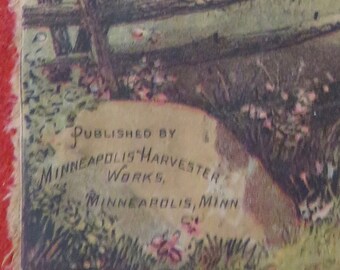 PUBLISHED BY
MINNEAPOLIS HARVESTER
WORKS,
MINNEAPOLIS, MINN